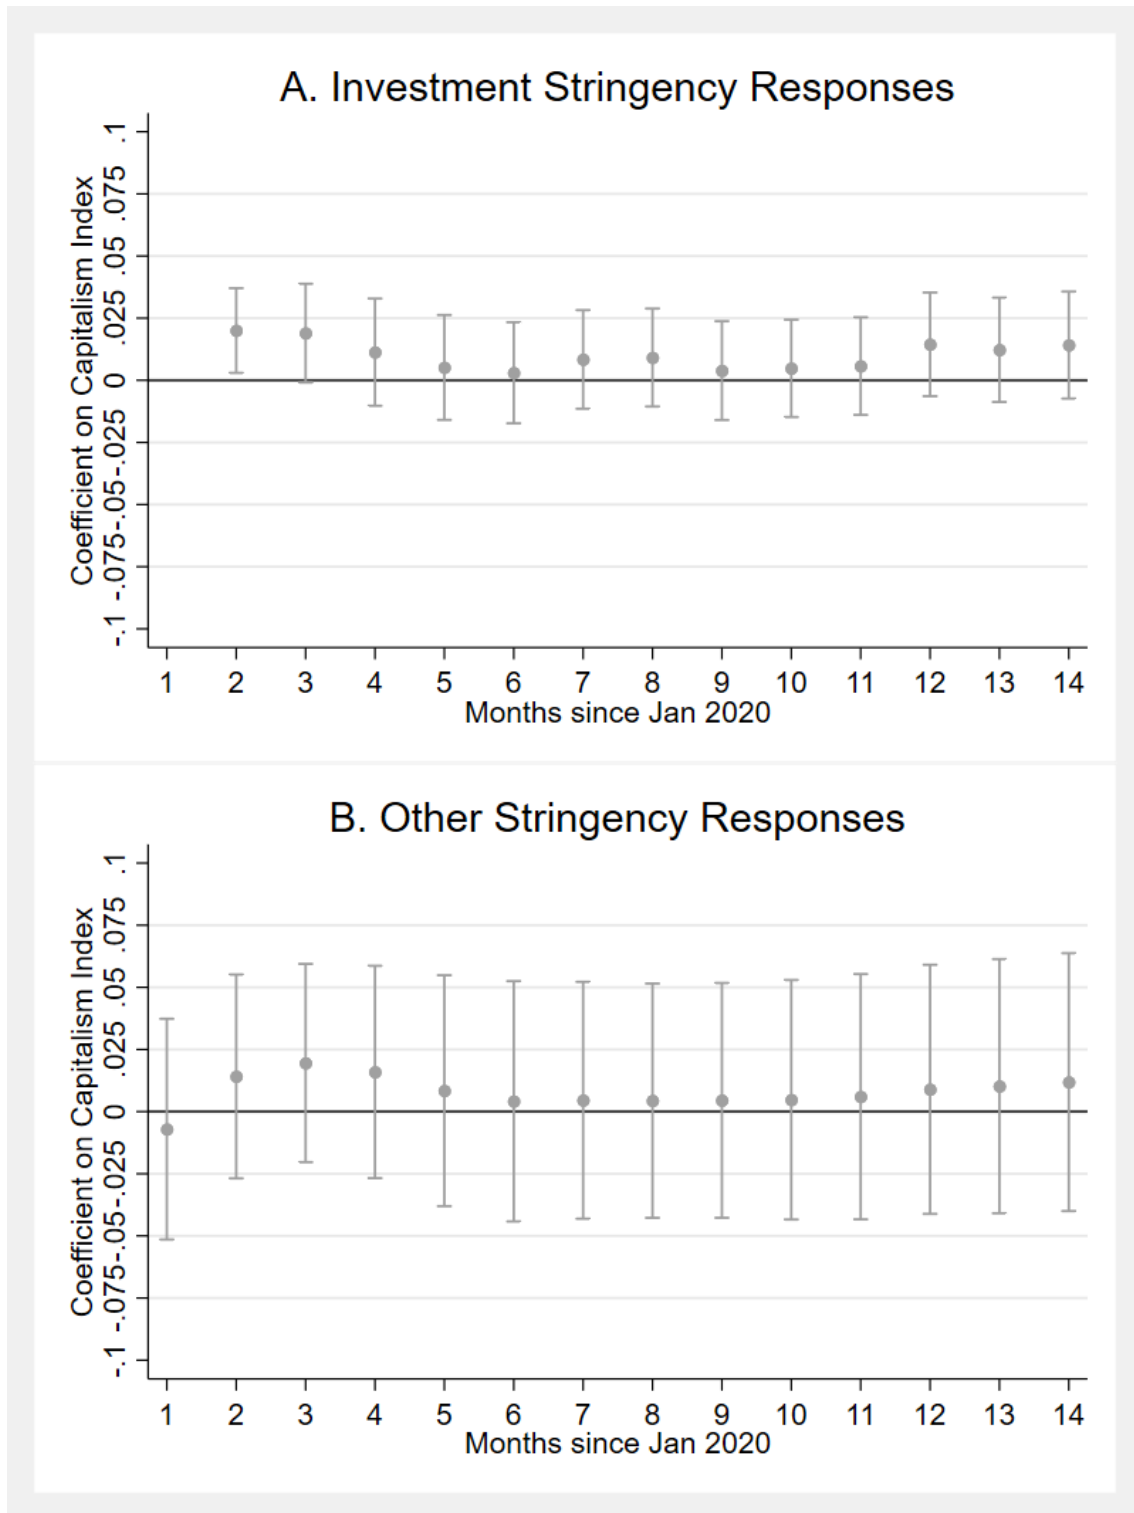 A. Investment Stringency Responses
Coefficient on Capitalism Index
.1
.075
.05
.025
0
-.025
-.05
-.075
-.1
1 2 3 4 5 6 7 8 9 10 11 12 13 14
Months since Jan 2020
B. Other Stringency Responses
Coefficient on Capitalism Index
.1
.075
.05
.025
0
-.025
-.05
-.075
-.1
1 2 3 4 5 6 7 8 9 10 11 12 13 14
Months since Jan 2020